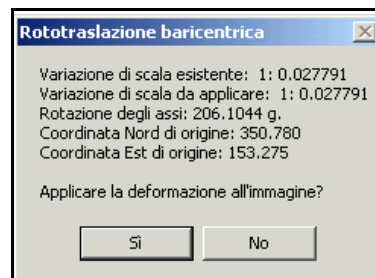 Rototraslazione baricentrica
Variazione di scala esistente: 1: 0.027791
Variazione di scala da applicare: 1: 0.027791
Rotazione degli assi: 206.1044 g.
Coordinata Nord di origine: 350.780
Coordinata Est di origine: 153.275
Applicare la deformazione all'immagine?
Sì No